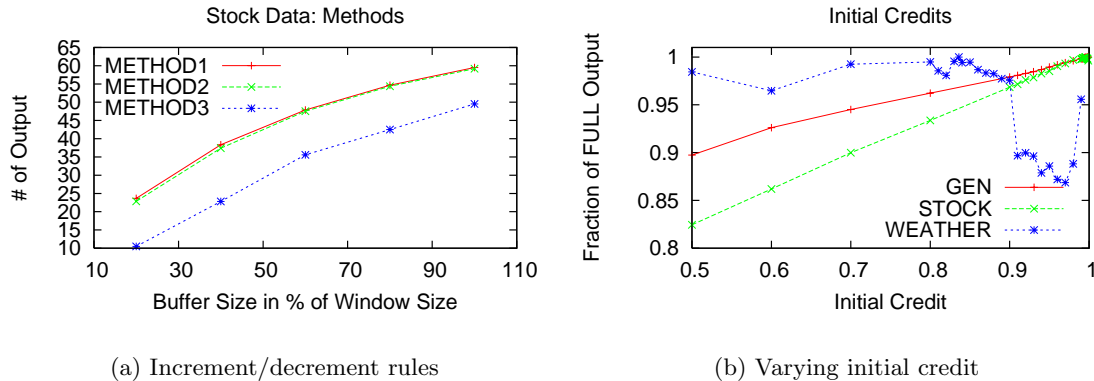 Stock Data: Methods
# of Output
65
60
55
50
45
40
35
30
25
20
15
10
METHOD1
METHOD2
METHOD3
10 30 50 70 90 110
Buffer Size in % of Window Size
(a) Increment/decrement rules
Initial Credits
Fraction of FULL Output
1
0.95
0.9
0.85
0.8
GEN
STOCK
WEATHER
0.5 0.6 0.7 0.8 0.9 1
Initial Credit
(b) Varying initial credit